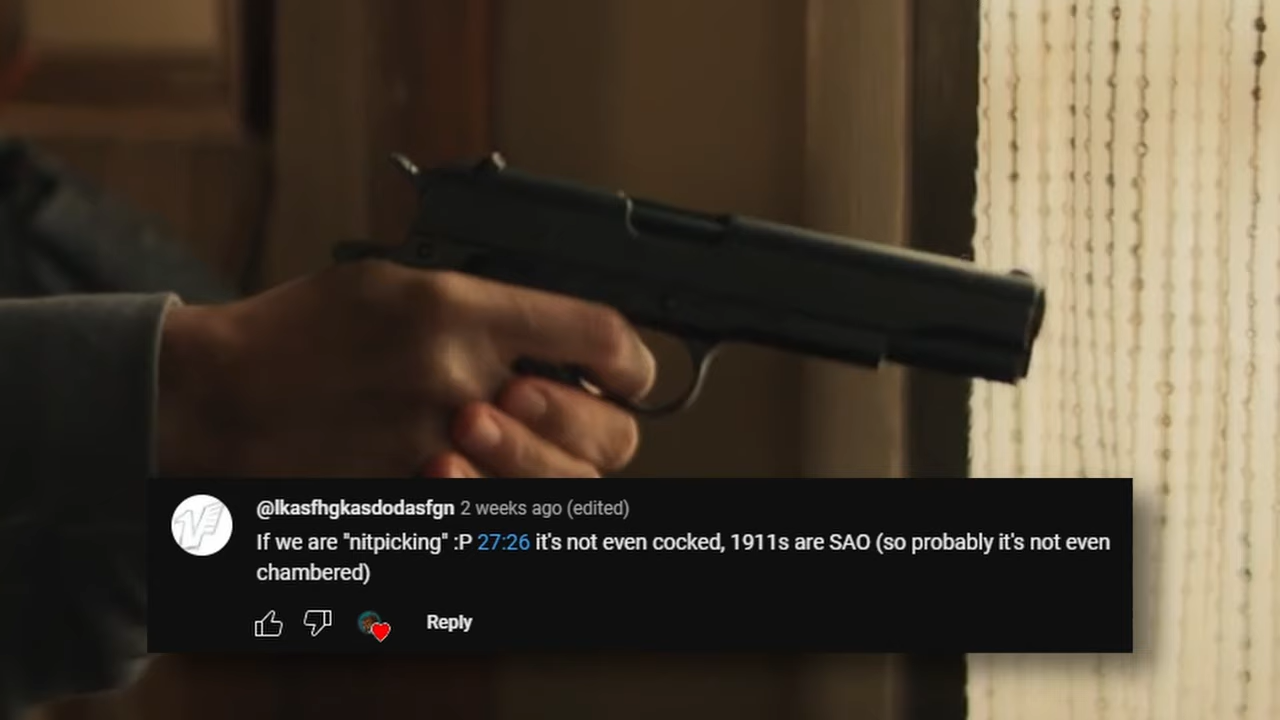 @lkasfhgkasdodasfgn 2 weeks ago (edited)
If we are "nitpicking" :P 27:26 it's not even cocked, 1911s are SAO (so probably it's not even
chambered)
Reply